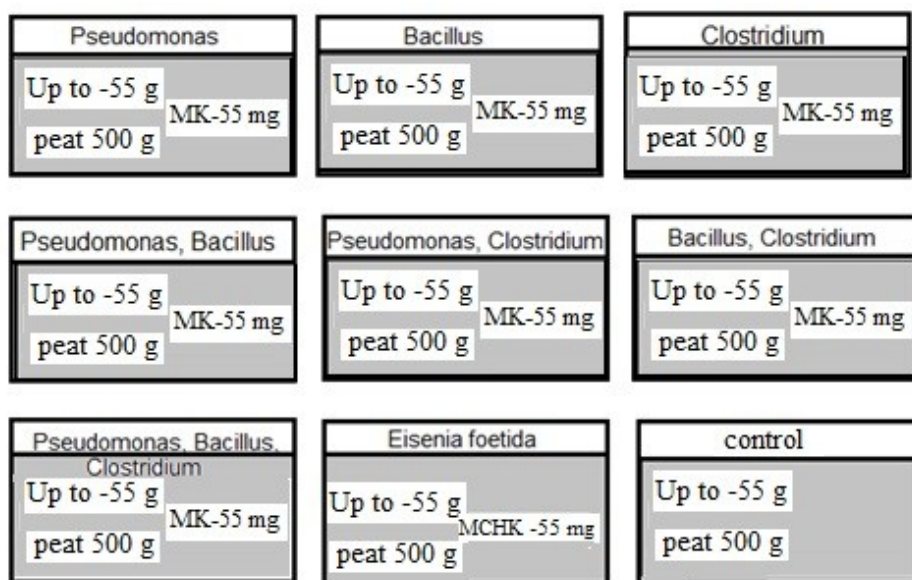 Pseudomonas
Up to -55 g
peat 500 g
MK-55 mg
Bacillus
Up to -55 g
peat 500 g
MK-55 mg
Clostridium
Up to -55 g
peat 500 g
MK-55 mg
Pseudomonas, Bacillus
Up to -55 g
peat 500 g
MK-55 mg
Pseudomonas, Clostridium
Up to -55 g
peat 500 g
MK-55 mg
Bacillus, Clostridium
Up to -55 g
peat 500 g
MK-55 mg
Pseudomonas, Bacillus,
Clostridium
Up to -55 g
peat 500 g
MK-55 mg
Eisenia foetida
Up to -55 g
peat 500 g
MCHK -55 mg
control
Up to -55 g
peat 500 g